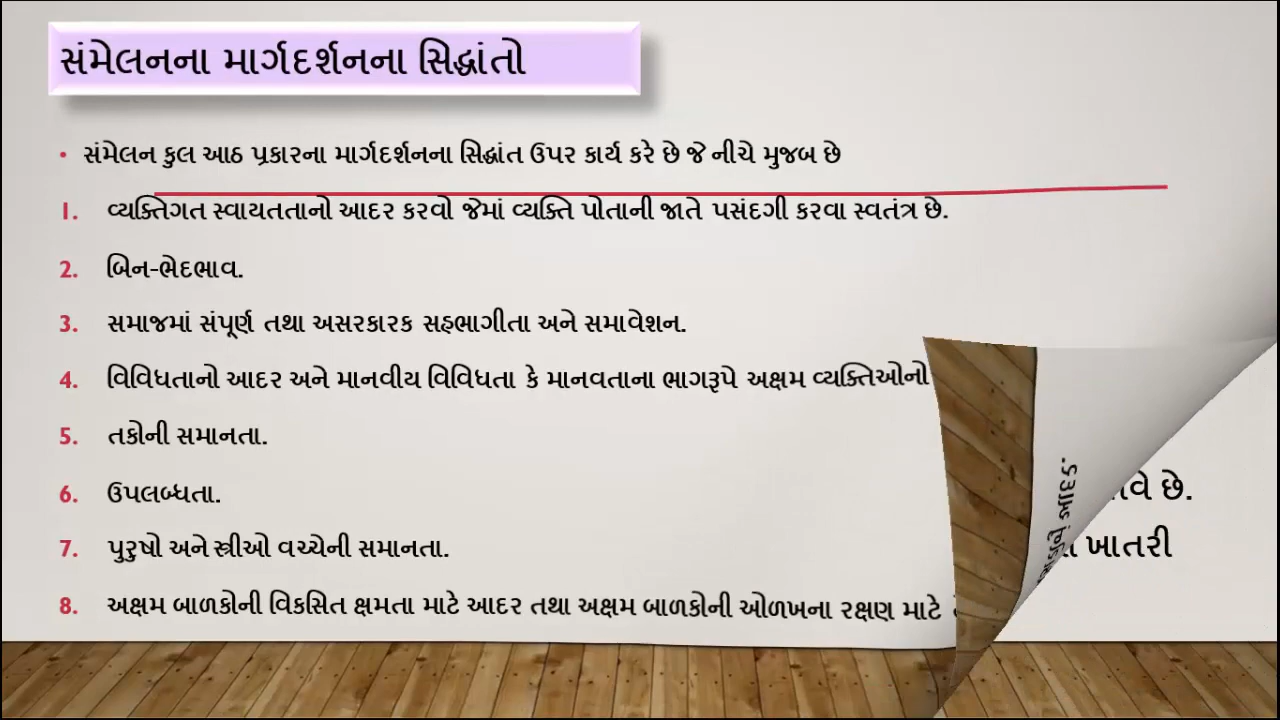 સંમેલનના માર્ગદર્શનના સિદ્ધાંતો
• સંમેલન કુલ આઠ પ્રકારના માર્ગદર્શનના સિદ્ધાંત ઉપર કાર્ય કરે છે જે નીચે મુજબ છે
1. વ્યક્તિગત સ્વાયતતાનો આદર કરવો જેમાં વ્યક્તિ પોતાની જાતે પસંદગી કરવા સ્વતંત્ર છે.
2. બિન-ભેદભાવ.
3. સમાજમાં સંપૂર્ણ તથા અસરકારક સહભાગીતા અને સમાવેશન.
4. વિવિધતાનો આદર અને માનવીય વિવિધતા કે માનવતાના ભાગરૂપે અક્ષમ વ્યક્તિઓનો
5. તકોની સમાનતા.
6. ઉપલબ્ધતા.
છે.
7. પુરુષો અને સ્ત્રીઓ વચ્ચેની સમાનતા.
ખાતરી
8. અક્ષમ બાળકોની વિકસિત ક્ષમતા માટે આદર તથા અક્ષમ બાળકોની ઓળખના રક્ષણ માટે